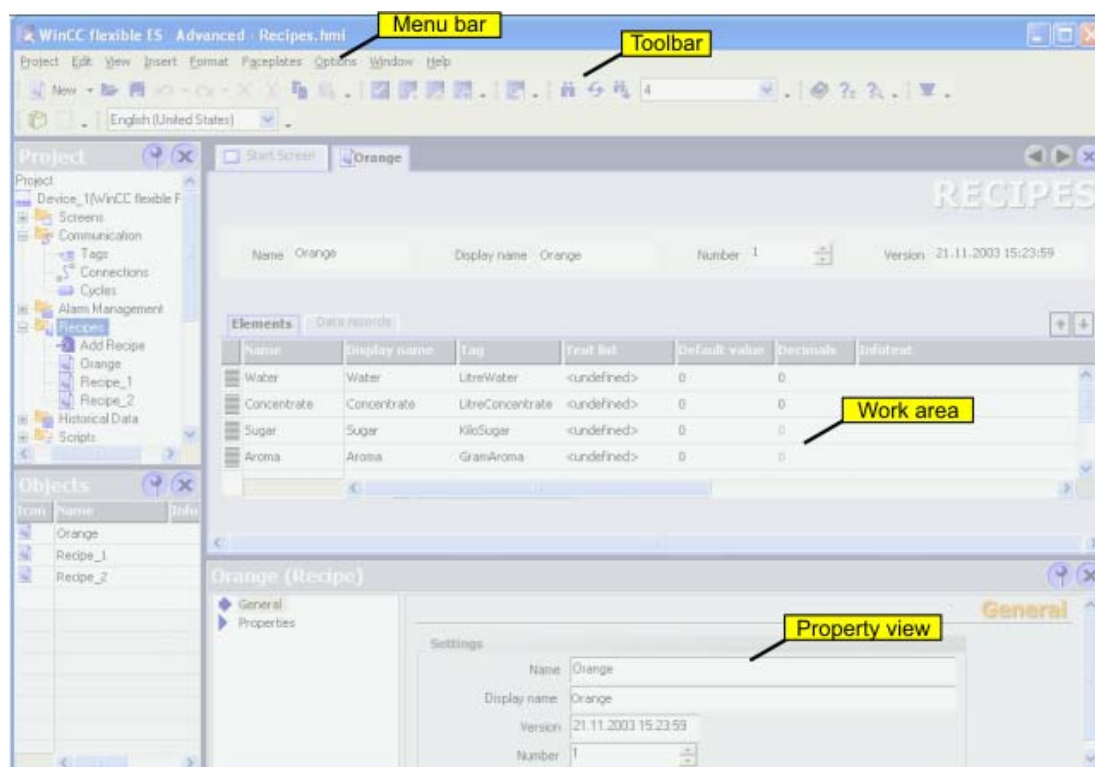 Menu bar
WinCC flexible ES Advanced - Recipes.hmi
Toolbar
Project Edit View Insert Format Faceplates Options Window Help
New 4
English (United States)
Project
Start Screen Orange
Project
Device_1(WinCC flexible F
RECIPES
Screens
Communication
Tags
Connections
Cycles
Alarm Management
Recipes
Add Recipe
Orange
Recipe_1
Recipe_2
Historical Data
Scripts
Name Orange Display name Orange Number 1 Version 21.11.2003 15:23:59
Elements Data records
Name Display name Tag Text list Default value Decimals Infotext
Water Water LitreWater <undefined> 0 0
Concentrate Concentrate LitreConcentrate <undefined> 0 0
Work area
Sugar Sugar KiloSugar <undefined> 0 0
Aroma Aroma GramAroma <undefined> 0 0
Objects
Icon Name Info
Orange
Recipe_1
Recipe_2
Orange (Recipe)
General
Properties
General
Property view
Settings
Name Orange
Display name Orange
Version 21.11.2003 15:23:59
Number 1